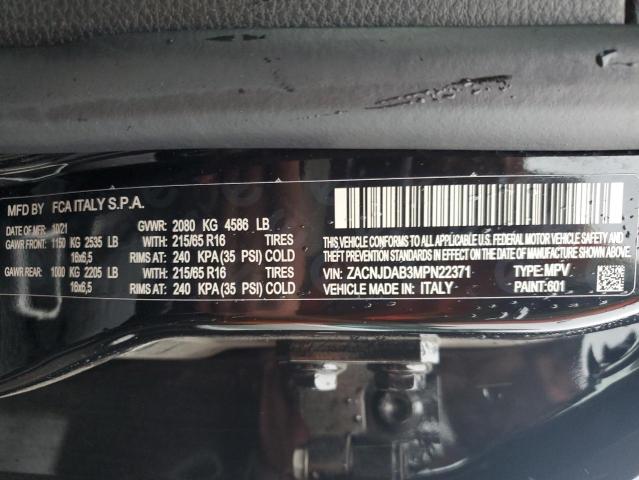 MFD BY FCA ITALY S.P.A.
DATE OF MFR. 10/21 GVWR: 2080 KG 4586 LB
GAWR FRONT: 1150 KG 2535 LB WITH: 215/65 R16 TIRES
16x6,5 RIMS AT: 240 KPA (35 PSI) COLD
GAWR REAR: 1000 KG 2205 LB WITH: 215/65 R16 TIRES
16x6,5 RIMS AT: 240 KPA (35 PSI) COLD
THIS VEHICLE CONFORMS TO ALL APPLICABLE U.S. FEDERAL MOTOR VEHICLE SAFETY, BUMPER AND
THEFT PREVENTION STANDARDS IN EFFECT ON THE DATE OF MANUFACTURE SHOWN ABOVE.
VIN: ZACNJDAB3MPN22371 TYPE: MPV
VEHICLE MADE IN: ITALY PAINT: 601